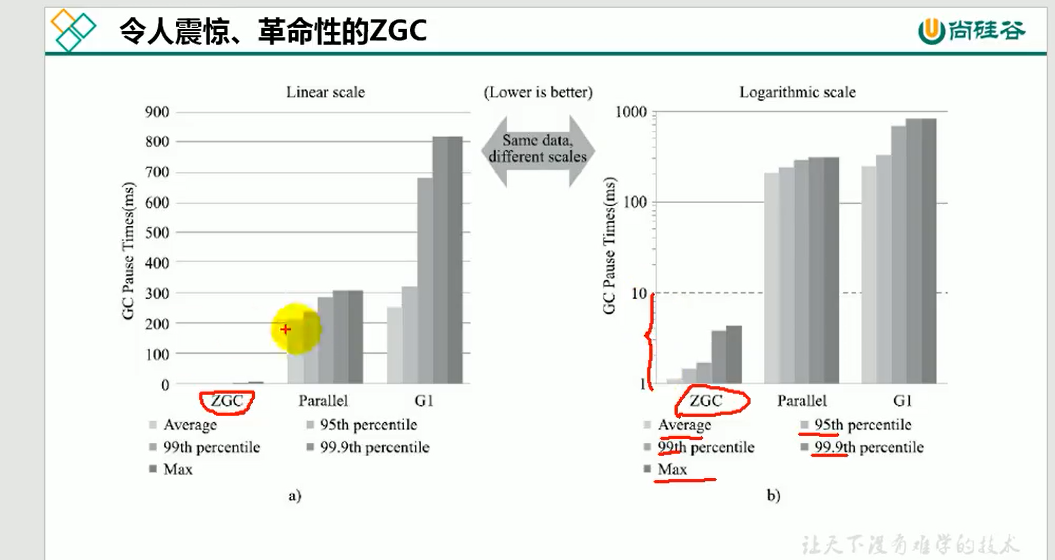 令人震惊、革命性的ZGC
尚硅谷
Linear scale
(Lower is better)
Logarithmic scale
Same data,
different scales
GC Pause Times(ms)
900
800
700
600
500
400
300
200
100
0
ZGC
Parallel
G1
Average
95th percentile
99th percentile
99.9th percentile
Max
a)
GC Pause Times(ms)
1000
100
10
1
ZGC
Parallel
G1
Average
95th percentile
99th percentile
99.9th percentile
Max
b)
让天下没有难学的技术